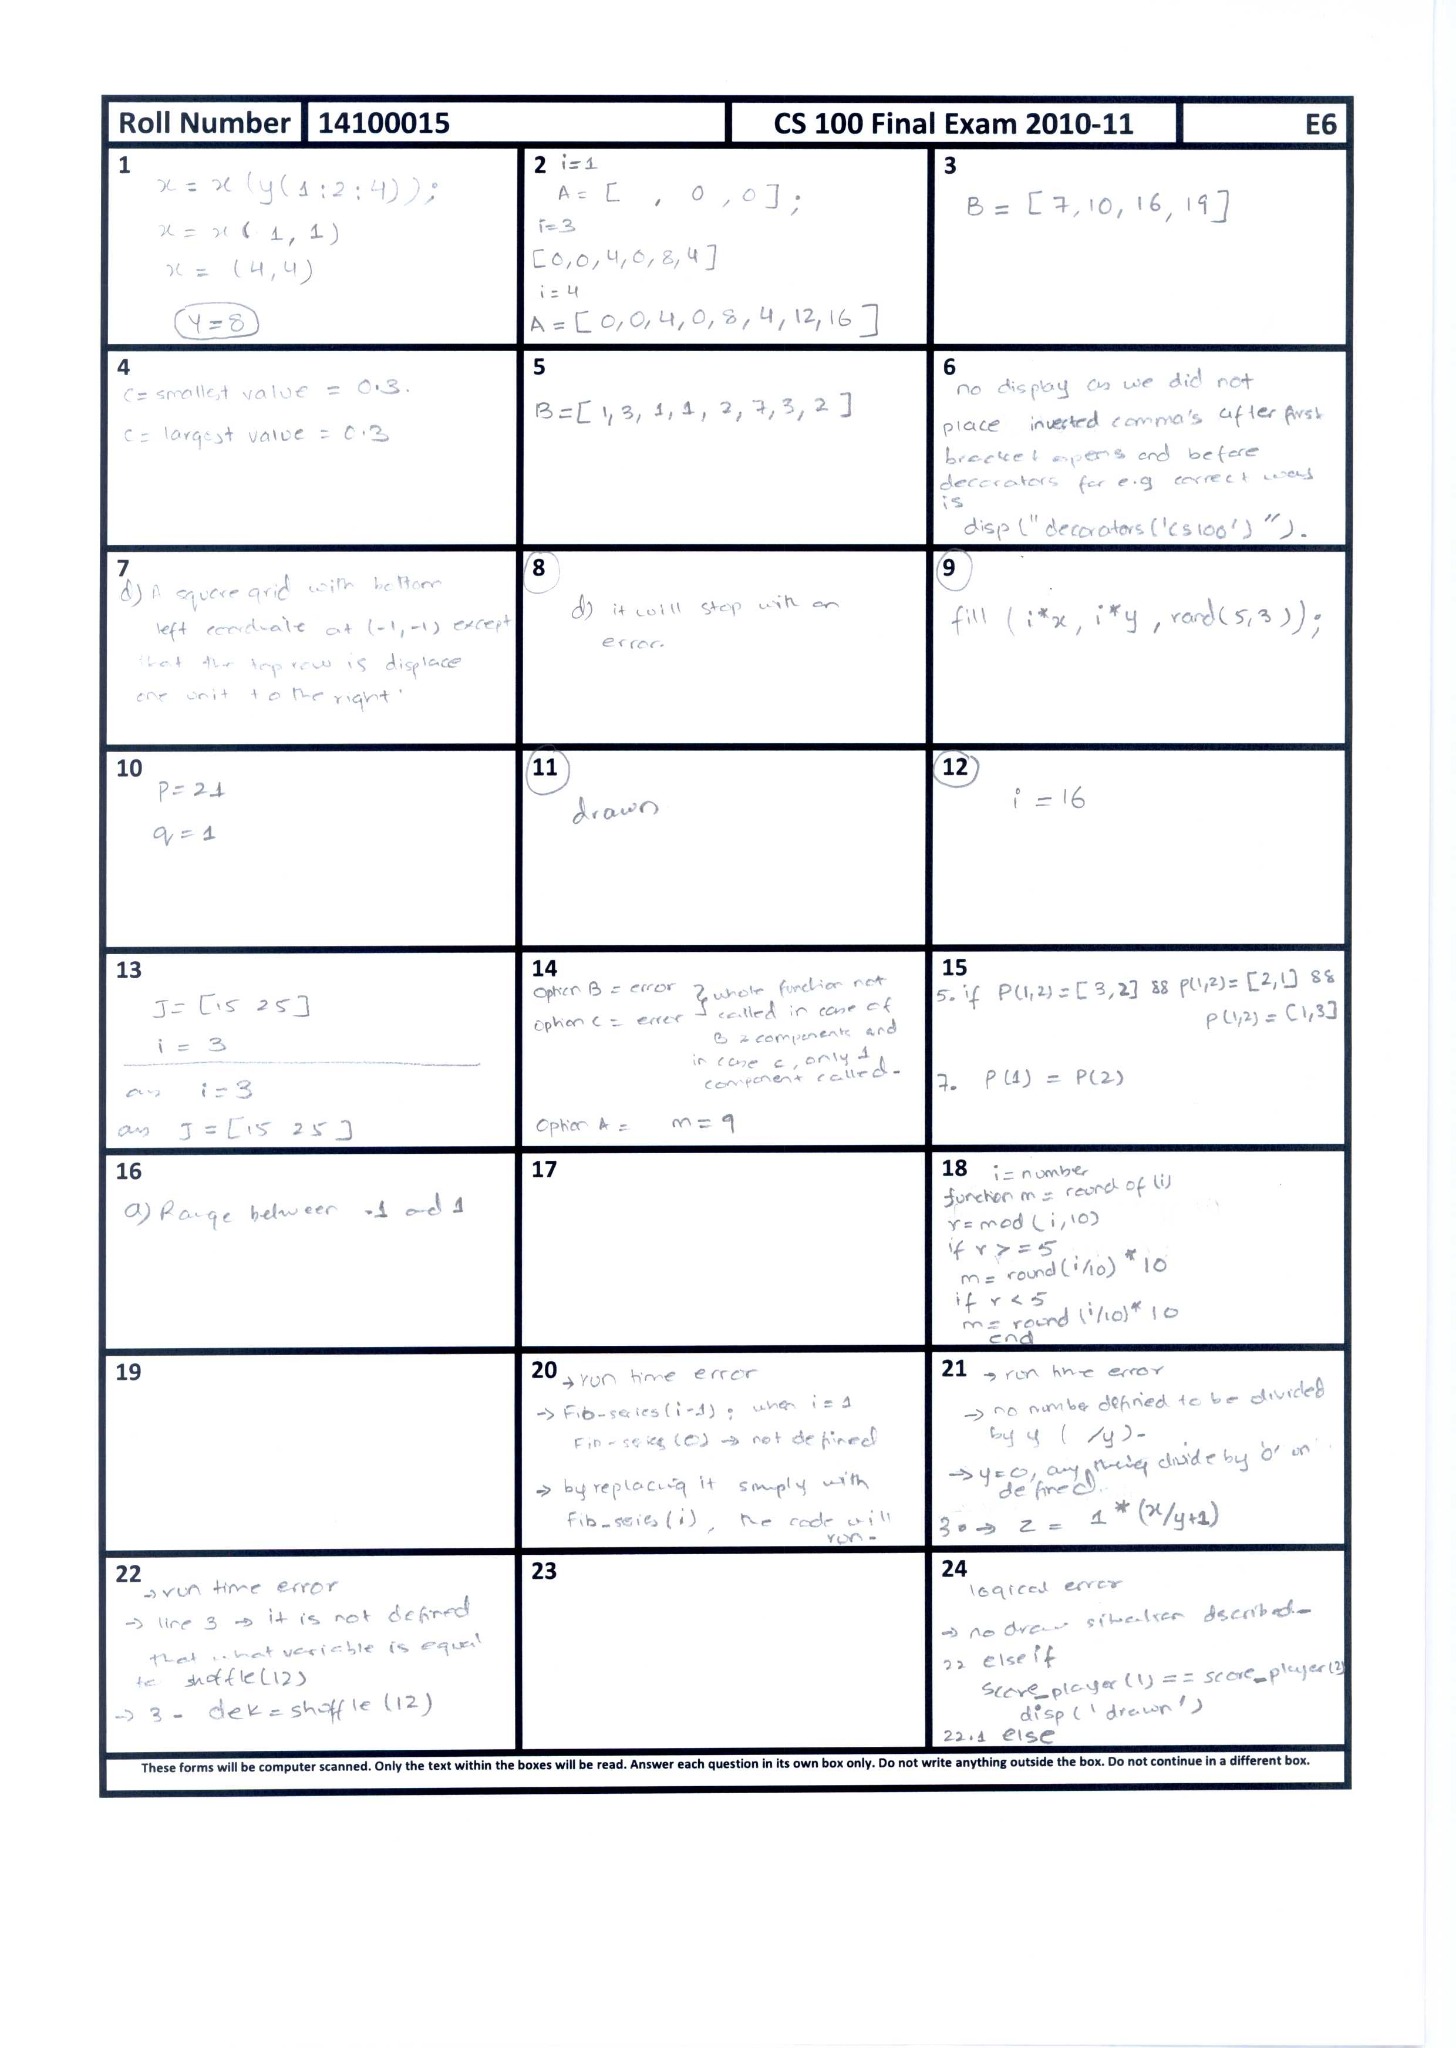 Roll Number 14100015 CS 100 Final Exam 2010-11 E6
1
x = x (y(1:2:4));
x = x( 1, 1)
x = (4,4)
Y=8
2 i=1
A= [ , 0 ,0];
i=3
[0,0,4,0,8,4]
i=4
A=[0,0,4,0,8,4,12,16]
3
B = [7,10,16,19]
4
C= smallest value = 0.3.
C= largest value = 0.3
5
B=[1,3,1,1,2,7,3,2]
6
no display as we did not
place inverted comma's after first
bracket opens and before
decorators for e.g correct way
is
disp ("decorators('CS100') ").
7
d) A square grid with bottom
left cordnate at (-1,-1) except
that the top row is displace
one unit to the right.
8
d) it will stop with an
error.
9
fill (i*x, i*y, rand(5,3));
10
P= 21
q = 1
11
drawn
12
i = 16
13
J= [15 25]
i = 3
ans i=3
ans J=[15 25]
14
Option B = error } whole function not
Option C = error called in case of
B 2 components and
in case c, only 1
component called.
Option A = m=9
15
5. if P(1,2)=[3,2] && P(1,2)=[2,1] &&
P(1,2)=[1,3]
7. P(1) = P(2)
16
a) Range between -1 and 1
17
18 i=number
function m = round of (i)
r=mod(i,10)
if r>=5
m= round(i/10) *10
if r<5
m= round (i/10)* 10
end
19
20 → run time error
→ Fib-series(i-1); when i=1
Fib-series(0) → not defined
→ by replacing it simply with
Fib_seies(i), the code will
run-
21 → run time error
→ no number defined to be divided
by y ( /y)-
→ y=0, any thing divide by '0' un
defined.
3. → z = 1 * (x/y+1)
22
→ run time error
→ line 3 → it is not defined
that what variable is equal
to shoffle(12)
→ 3- dek=shoffle (12)
23
24
logical error
→ no draw situation dscribed-
22 elseif
score_player(1)==score_player(2)
disp('drawn')
22.1 else
These forms will be computer scanned. Only the text within the boxes will be read. Answer each question in its own box only. Do not write anything outside the box. Do not continue in a different box.